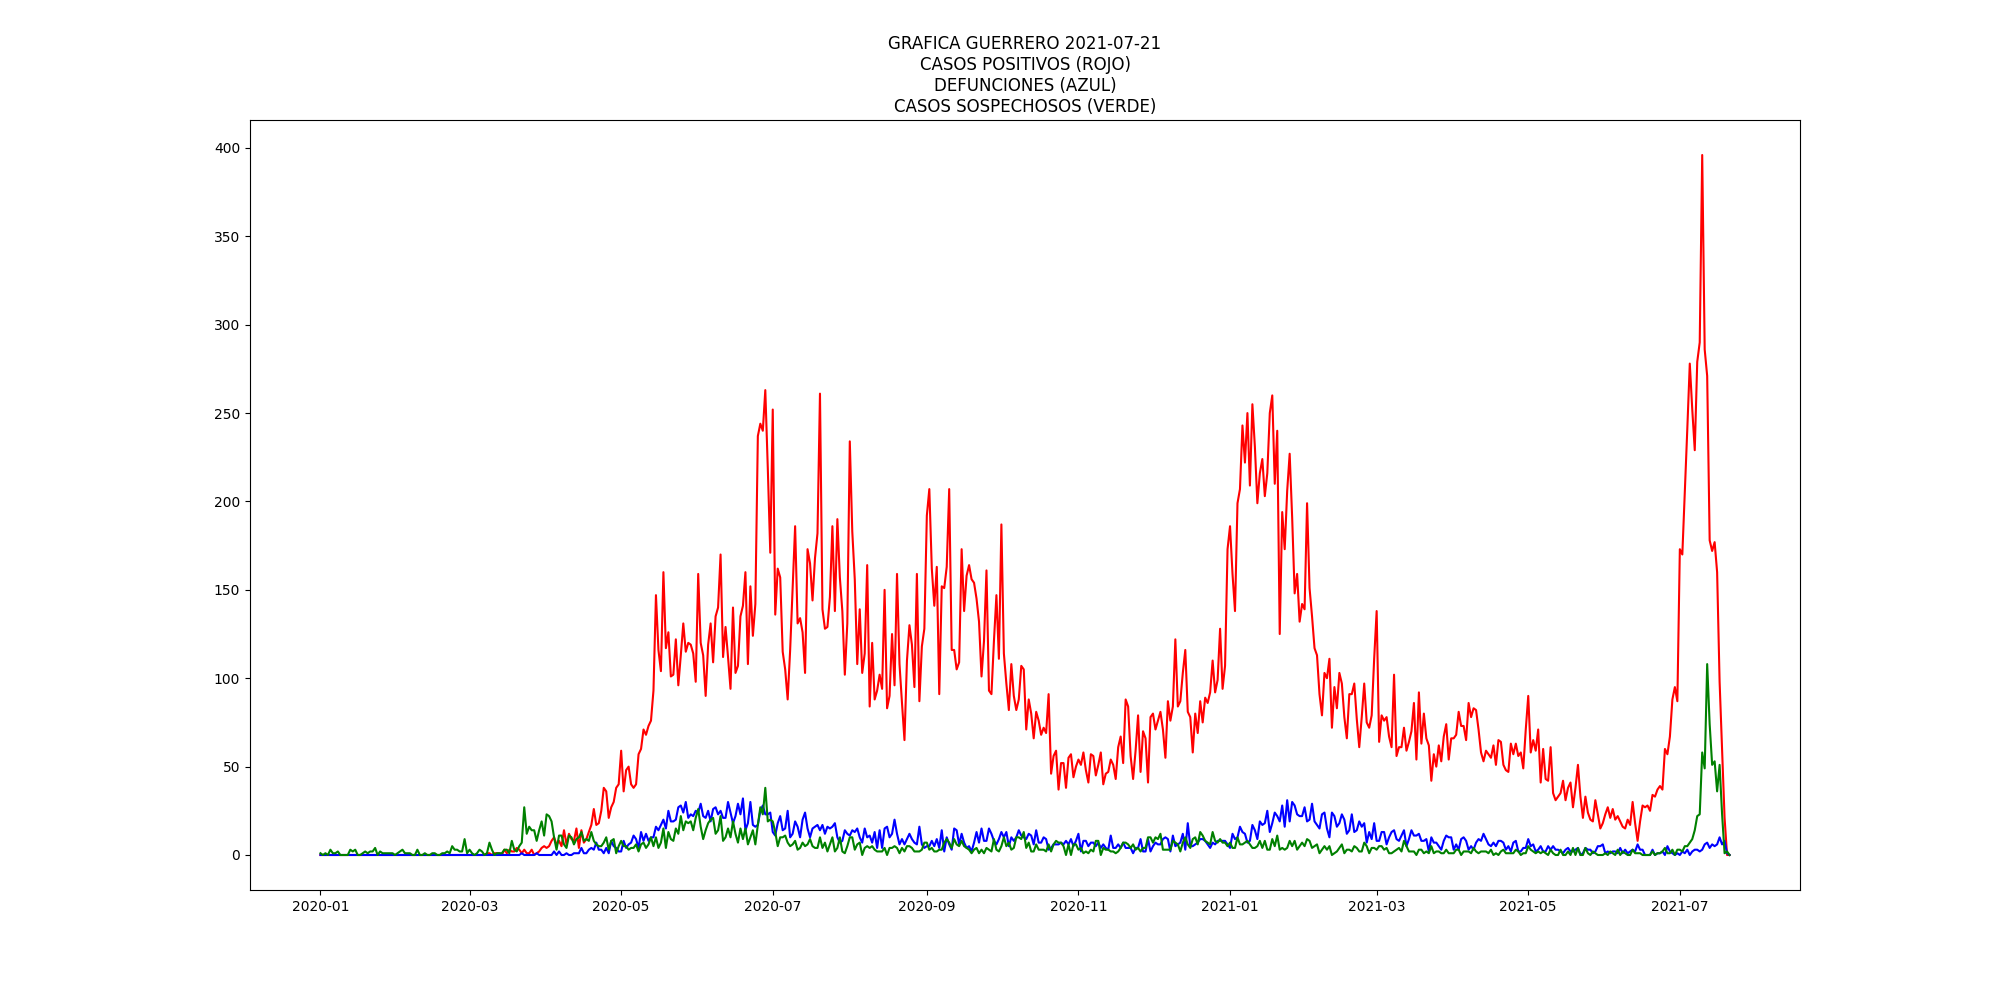 GRAFICA GUERRERO 2021-07-21
CASOS POSITIVOS (ROJO)
DEFUNCIONES (AZUL)
CASOS SOSPECHOSOS (VERDE)
400
350
300
250
200
150
100
50
0
2020-01 2020-03 2020-05 2020-07 2020-09 2020-11 2021-01 2021-03 2021-05 2021-07